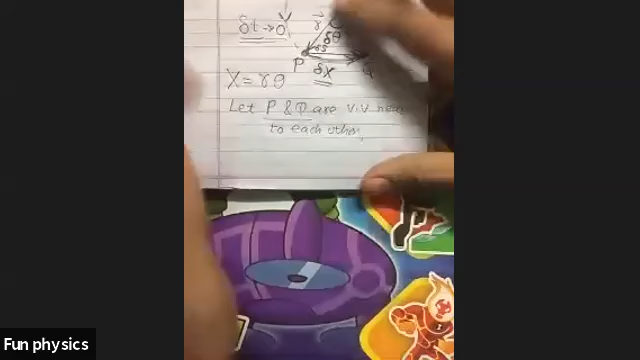 δt→0
r⃗
δθ
δs
P
Q
δx
X = rθ
Let P & Q are v.v near
to each other,
Fun physics